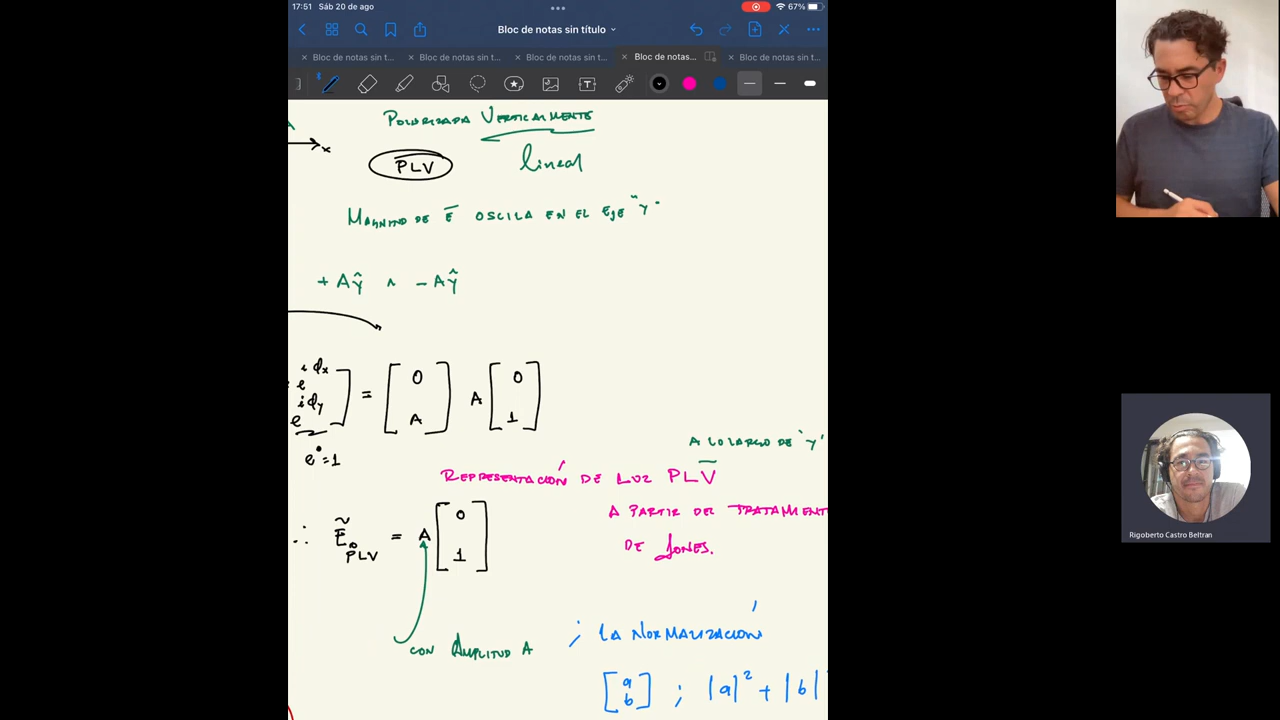 17:51 Sáb 20 de ago
67%
Bloc de notas sin título
Bloc de notas sin t... Bloc de notas sin t... Bloc de notas sin t... Bloc de notas... Bloc de notas sin t...
POLARIZADA VERTICALMENTE
x
PLV lineal
MAGNITUD DE E OSCILA EN EL EJE "Y"
+ Aŷ ∧ - Aŷ
e^{iφx}
e^{iφy} ] = [0 A] A [0 1]
e⁰=1
A LO LARGO DE 'Y'
REPRESENTACIÓN DE LUZ PLV
A PARTIR DEL TRATAMIENT
DE JONES.
∴ Ẽ₀ PLV = A [0 1]
CON AMPLITUD A
; LA NORMALIZACIÓN
[a b] ; |a|² + |b|
Rigoberto Castro Beltran